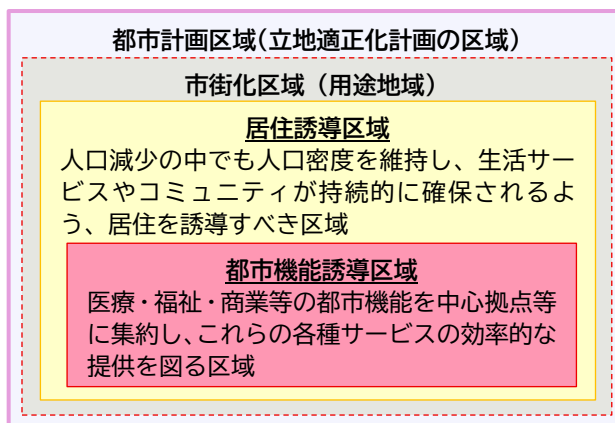 都市計画区域（立地適正化計画の区域）
市街化区域（用途地域）
居住誘導区域
人口減少の中でも人口密度を維持し、生活サー
ビスやコミュニティが持続的に確保されるよ
う、居住を誘導すべき区域
都市機能誘導区域
医療・福祉・商業等の都市機能を中心拠点等
に集約し、これらの各種サービスの効率的な
提供を図る区域